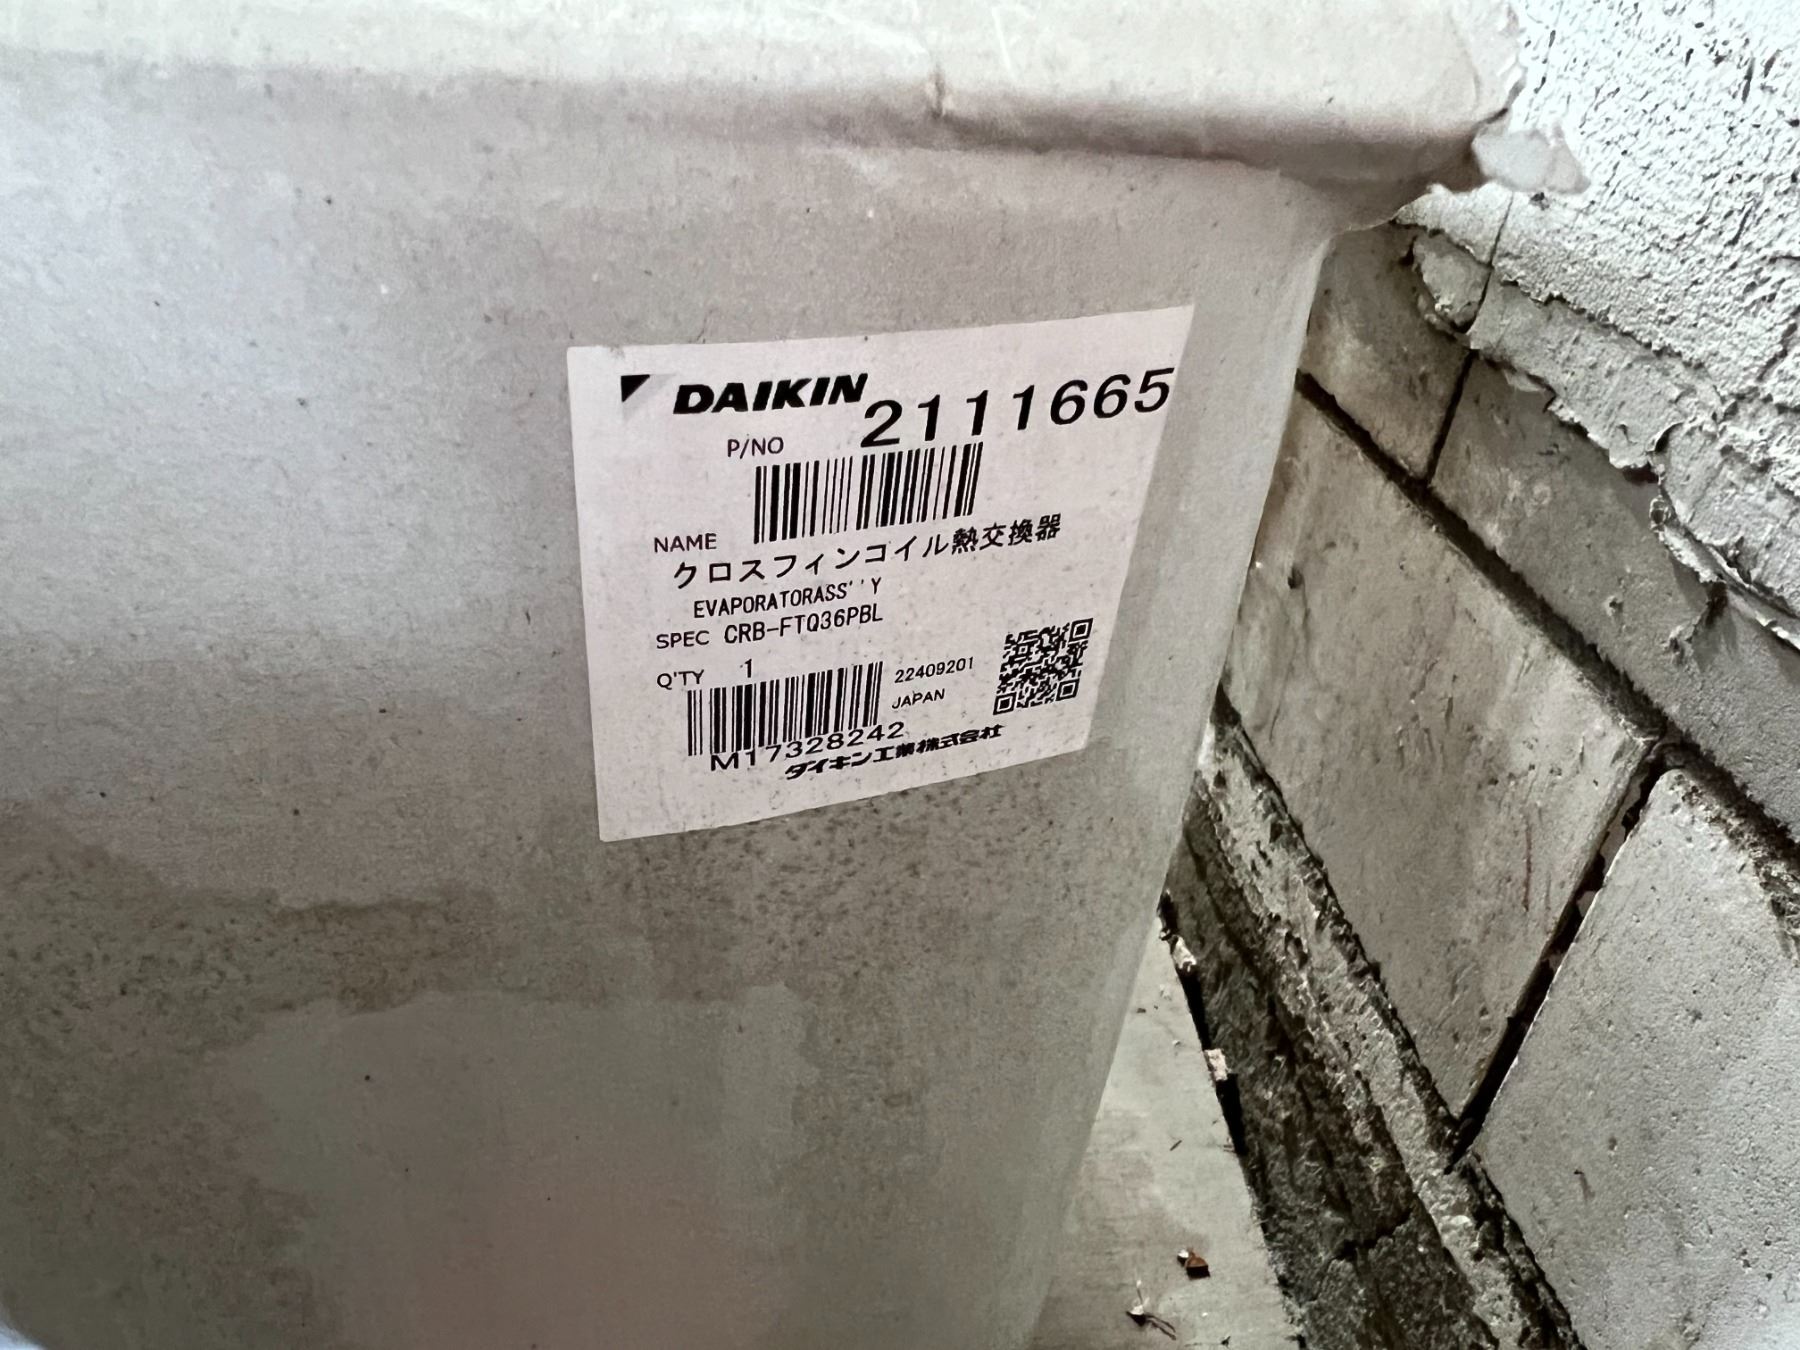 DAIKIN 2111665
P/NO
NAME
クロスフィンコイル熱交換器
EVAPORATORASS''Y
SPEC CRB-FTQ36PBL
Q'TY 1
22409201
JAPAN
M17328242
ダイキン工業株式会社